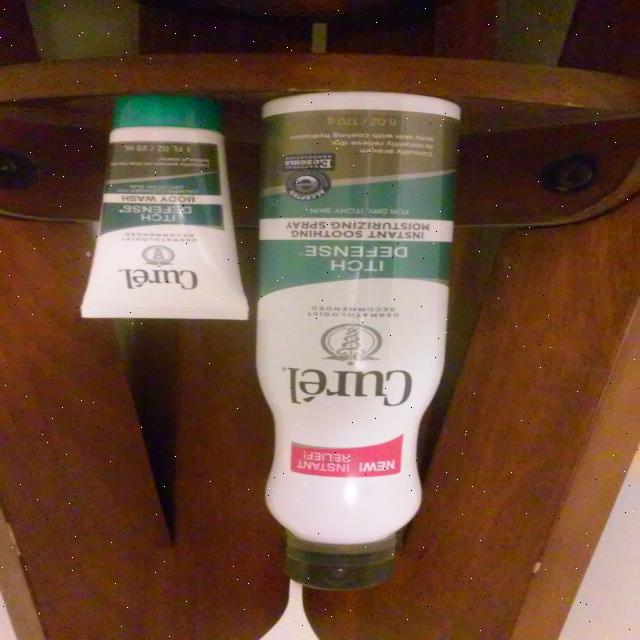 NEW! INSTANT
RELIEF!
Curél.
DERMATOLOGIST
RECOMMENDED
ITCH
DEFENSE
INSTANT SOOTHING
MOISTURIZING SPRAY
FOR DRY, ITCHY SKIN
Eczema
6 OZ / 170 g
Curél.
DERMATOLOGIST
RECOMMENDED
ITCH
DEFENSE
BODY WASH
1 FL OZ / 29 mL